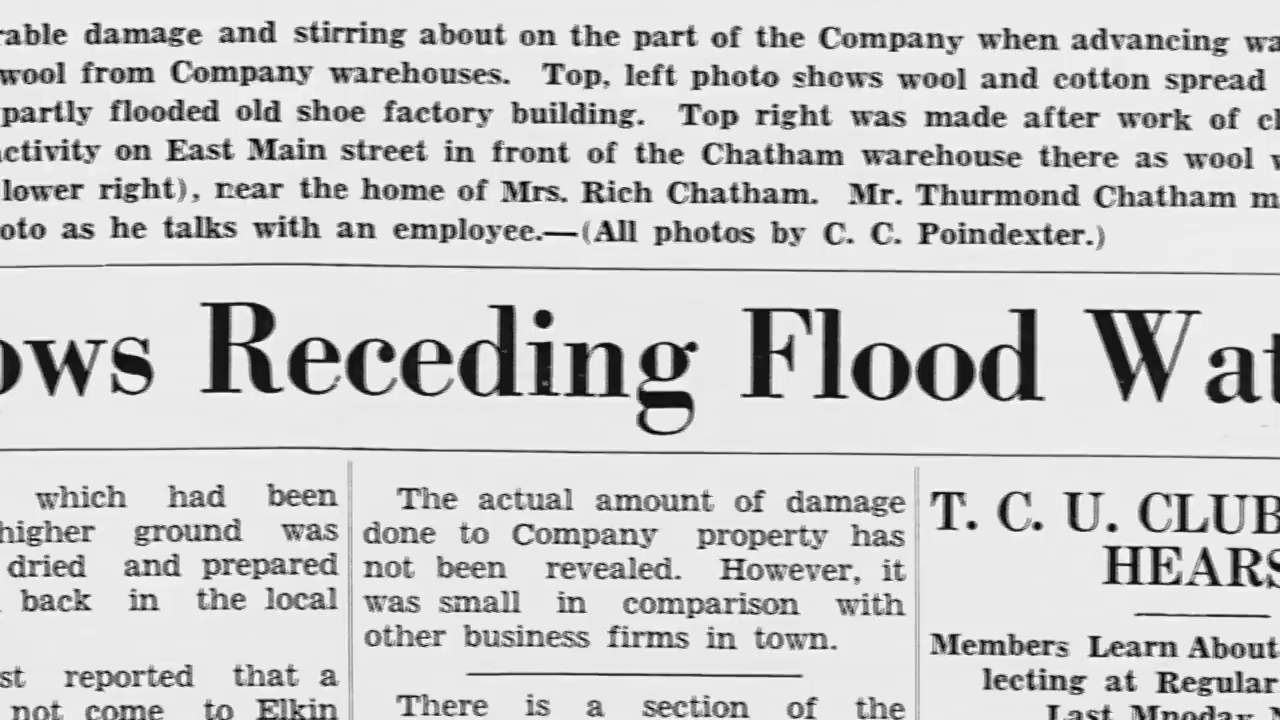 damage and stirring about on the part of the Company when advancing
wool from Company warehouses. Top, left photo shows wool and cotton spread
partly flooded old shoe factory building. Top right was made after work of
activity on East Main street in front of the Chatham warehouse there as wool
lower right), near the home of Mrs. Rich Chatham. Mr. Thurmond Chatham
as he talks with an employee.—(All photos by C. C. Poindexter.)
ows Receding Flood Wat
which had been
higher ground was
dried and prepared
back in the local
reported that a
not come to Elkin
The actual amount of damage
done to Company property has
not been revealed. However, it
was small in comparison with
other business firms in town.
There is a section of the
T. C. U. CLUB
HEARS
Members Learn About
lecting at Regular
Last Mnoday